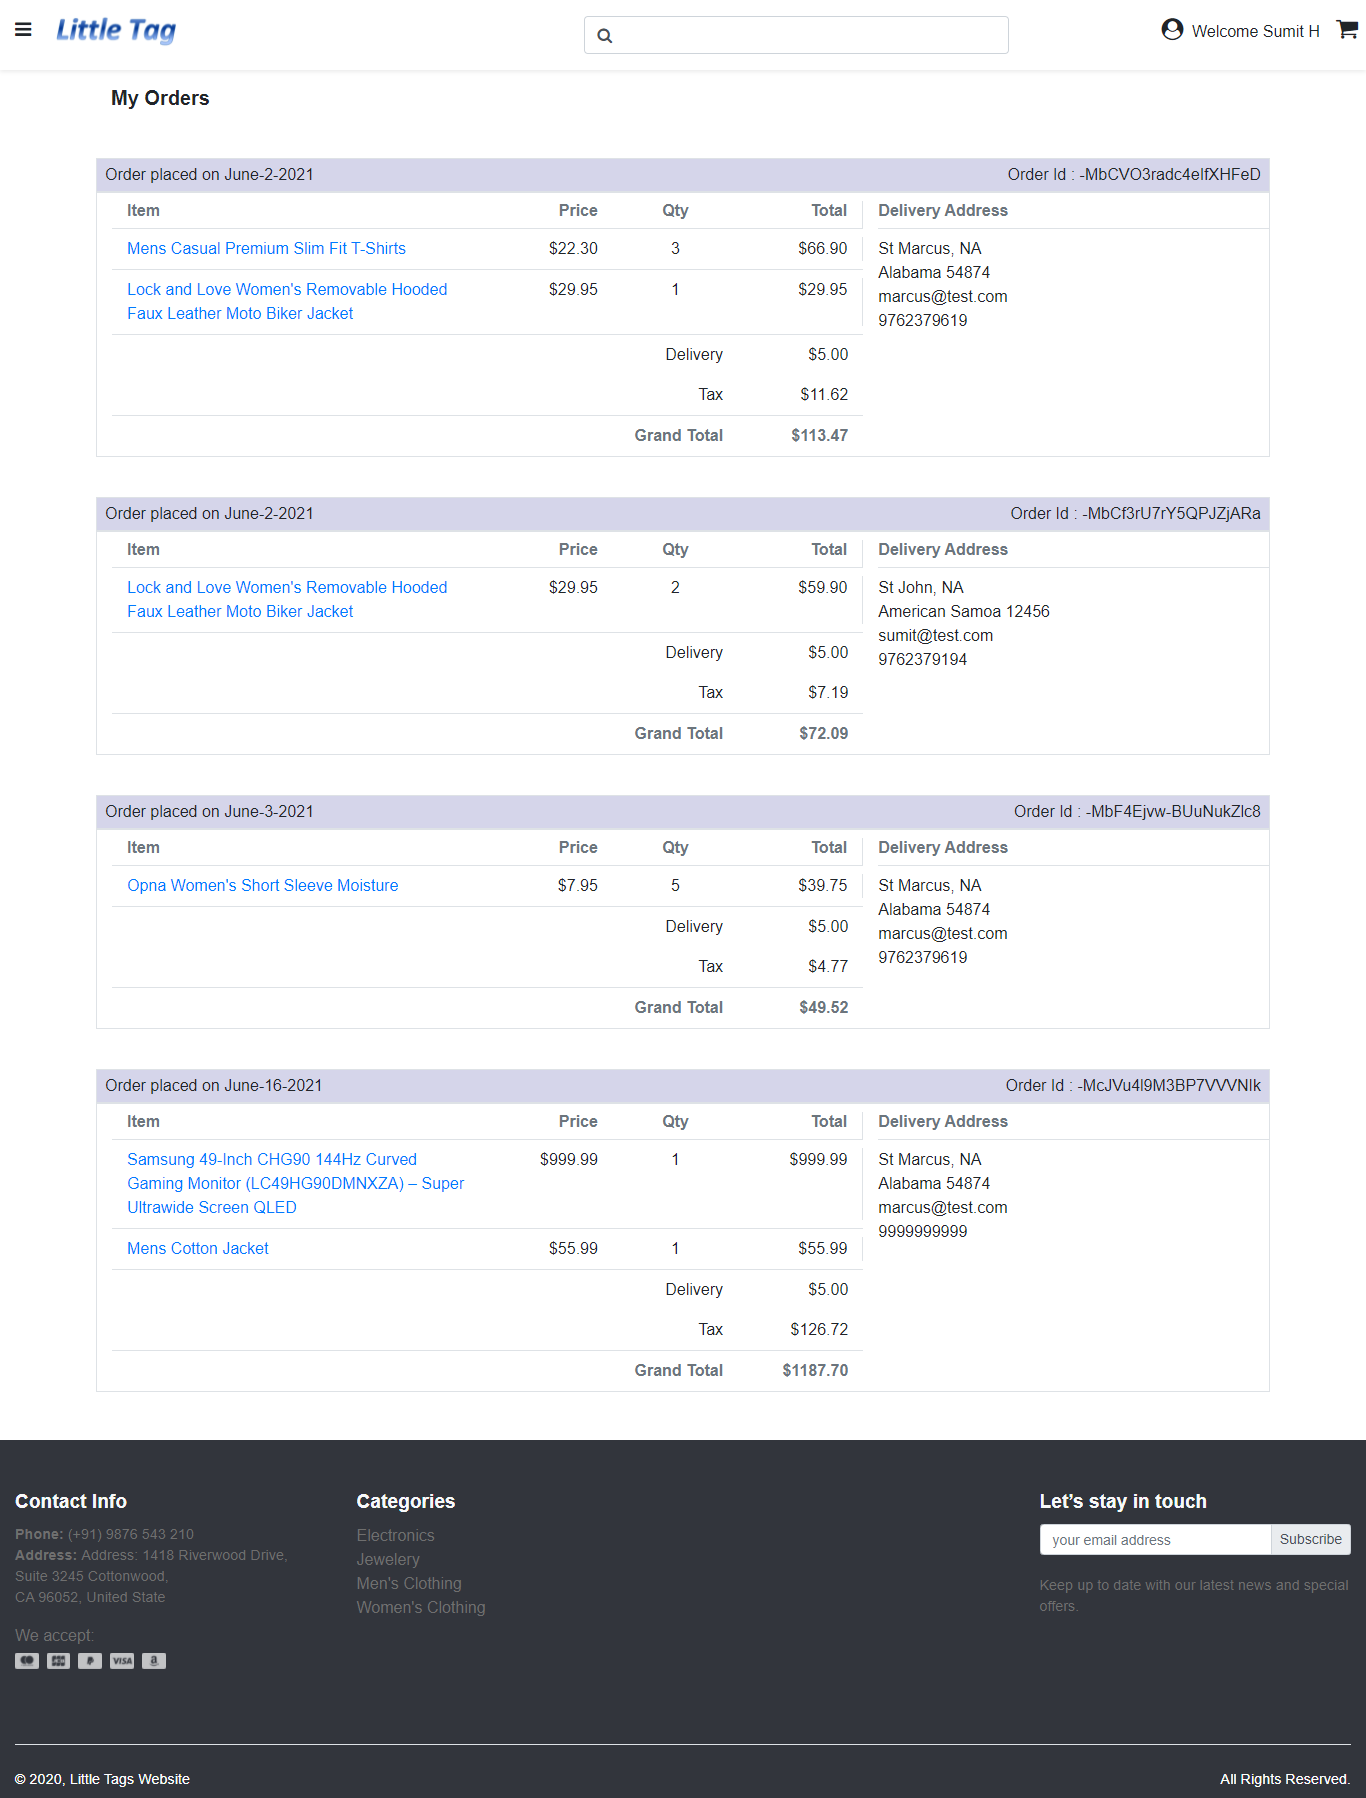 Little Tag
Welcome Sumit H
My Orders
Order placed on June-2-2021 Order Id : -MbCVO3radc4eIfXHFeD
Item Price Qty Total Delivery Address
Mens Casual Premium Slim Fit T-Shirts $22.30 3 $66.90 St Marcus, NA
Alabama 54874
Lock and Love Women's Removable Hooded $29.95 1 $29.95 marcus@test.com
Faux Leather Moto Biker Jacket 9762379619
Delivery $5.00
Tax $11.62
Grand Total $113.47
Order placed on June-2-2021 Order Id : -MbCf3rU7rY5QPJZjARa
Item Price Qty Total Delivery Address
Lock and Love Women's Removable Hooded $29.95 2 $59.90 St John, NA
Faux Leather Moto Biker Jacket American Samoa 12456
sumit@test.com
Delivery $5.00 9762379194
Tax $7.19
Grand Total $72.09
Order placed on June-3-2021 Order Id : -MbF4Ejvw-BUuNukZlc8
Item Price Qty Total Delivery Address
Opna Women's Short Sleeve Moisture $7.95 5 $39.75 St Marcus, NA
Alabama 54874
Delivery $5.00 marcus@test.com
9762379619
Tax $4.77
Grand Total $49.52
Order placed on June-16-2021 Order Id : -McJVu4I9M3BP7VVVNIk
Item Price Qty Total Delivery Address
Samsung 49-Inch CHG90 144Hz Curved $999.99 1 $999.99 St Marcus, NA
Gaming Monitor (LC49HG90DMNXZA) – Super Alabama 54874
Ultrawide Screen QLED marcus@test.com
9999999999
Mens Cotton Jacket $55.99 1 $55.99
Delivery $5.00
Tax $126.72
Grand Total $1187.70
Contact Info
Phone: (+91) 9876 543 210
Address: Address: 1418 Riverwood Drive,
Suite 3245 Cottonwood,
CA 96052, United State
We accept:
VISA
Categories
Electronics
Jewelery
Men's Clothing
Women's Clothing
Let’s stay in touch
your email address Subscribe
Keep up to date with our latest news and special
offers.
© 2020, Little Tags Website All Rights Reserved.